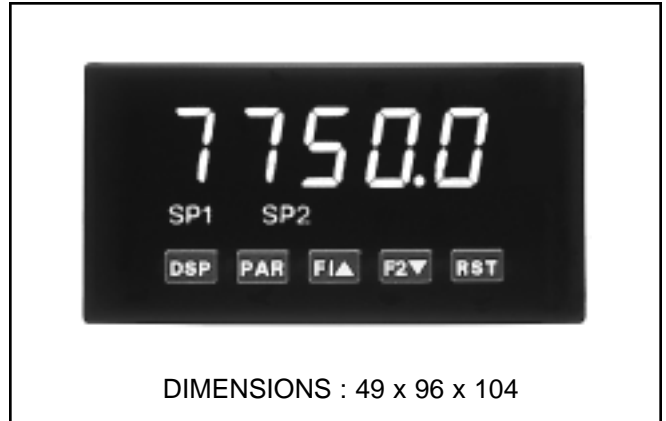 7750.0
SP1 SP2
DSP PAR F1▲ F2▼ RST
DIMENSIONS : 49 x 96 x 104